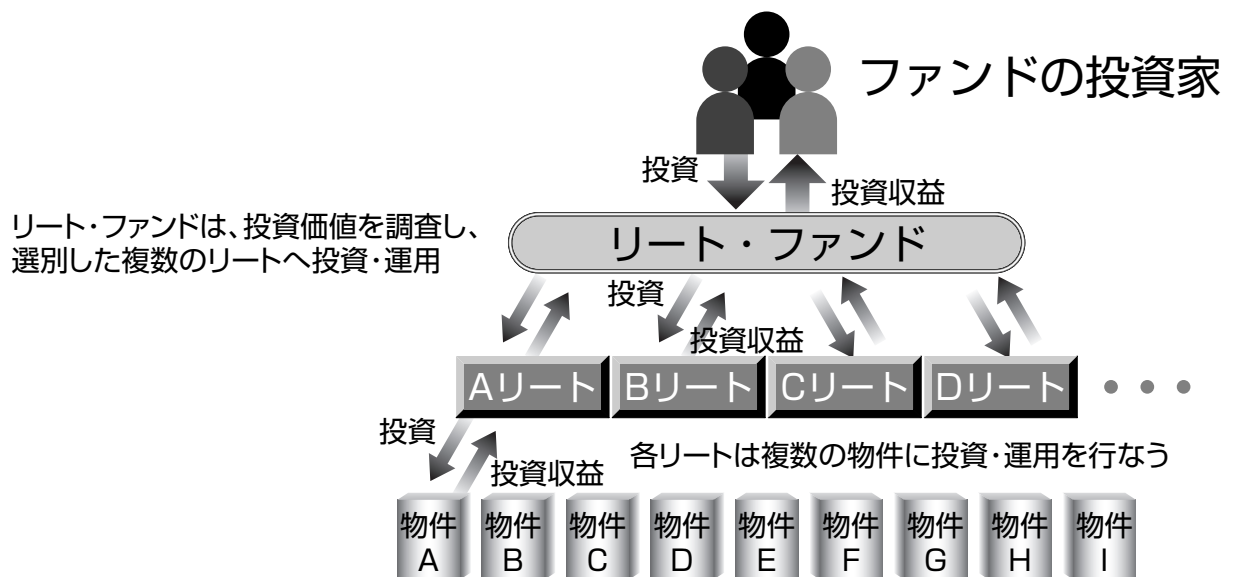 ファンドの投資家
投資
投資収益
リート・ファンドは、投資価値を調査し、
選別した複数のリートへ投資・運用
リート・ファンド
投資
投資収益
Aリート
Bリート
Cリート
Dリート
・・・
投資
投資収益
各リートは複数の物件に投資・運用を行なう
物件
A
物件
B
物件
C
物件
D
物件
E
物件
F
物件
G
物件
H
物件
I